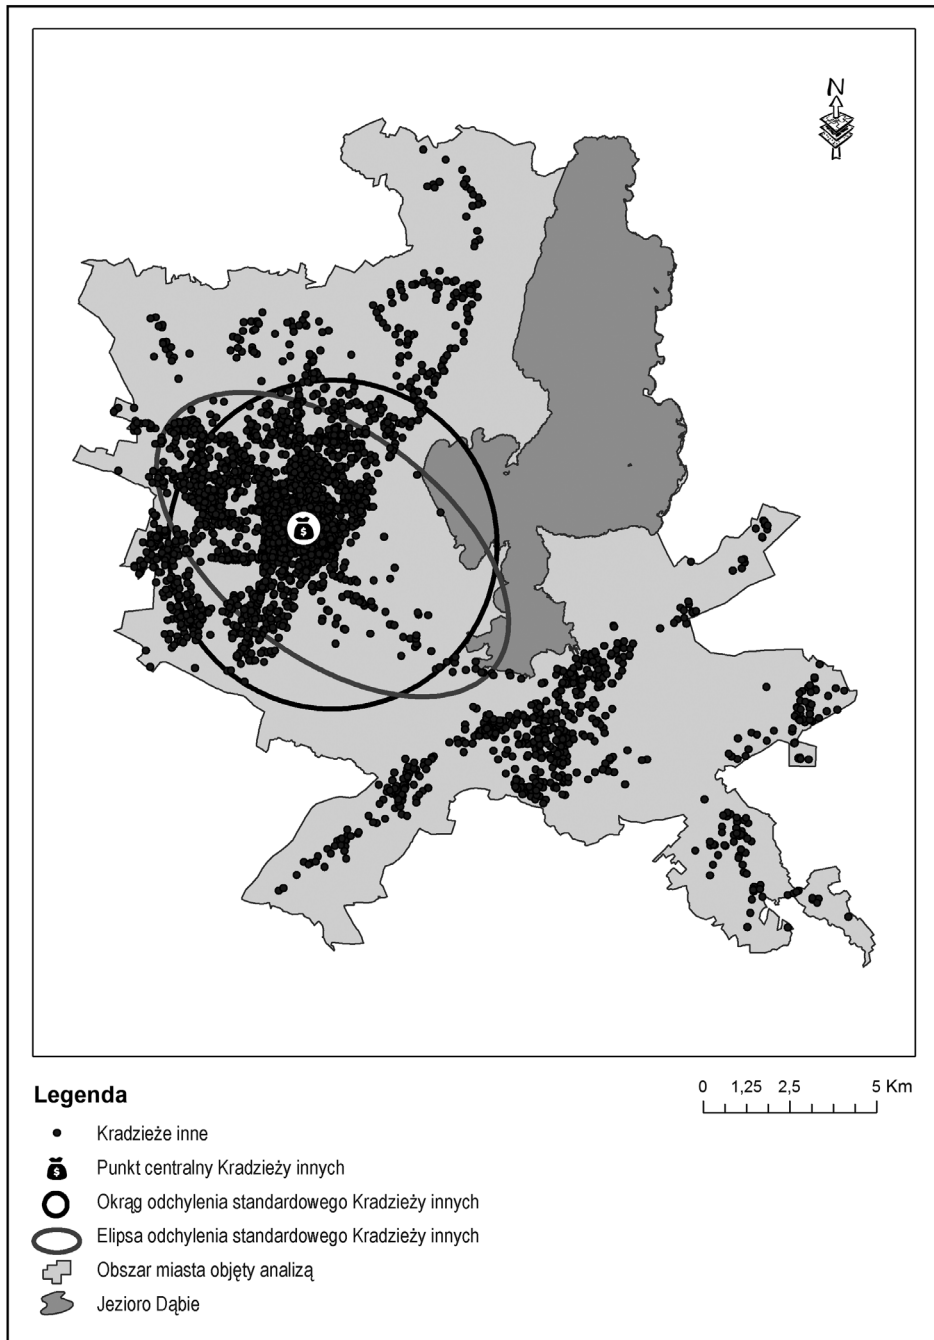 N
Legenda
0 1,25 2,5 5 Km
Kradzieże inne
$ Punkt centralny Kradzieży innych
Okrąg odchylenia standardowego Kradzieży innych
Elipsa odchylenia standardowego Kradzieży innych
Obszar miasta objęty analizą
Jezioro Dąbie